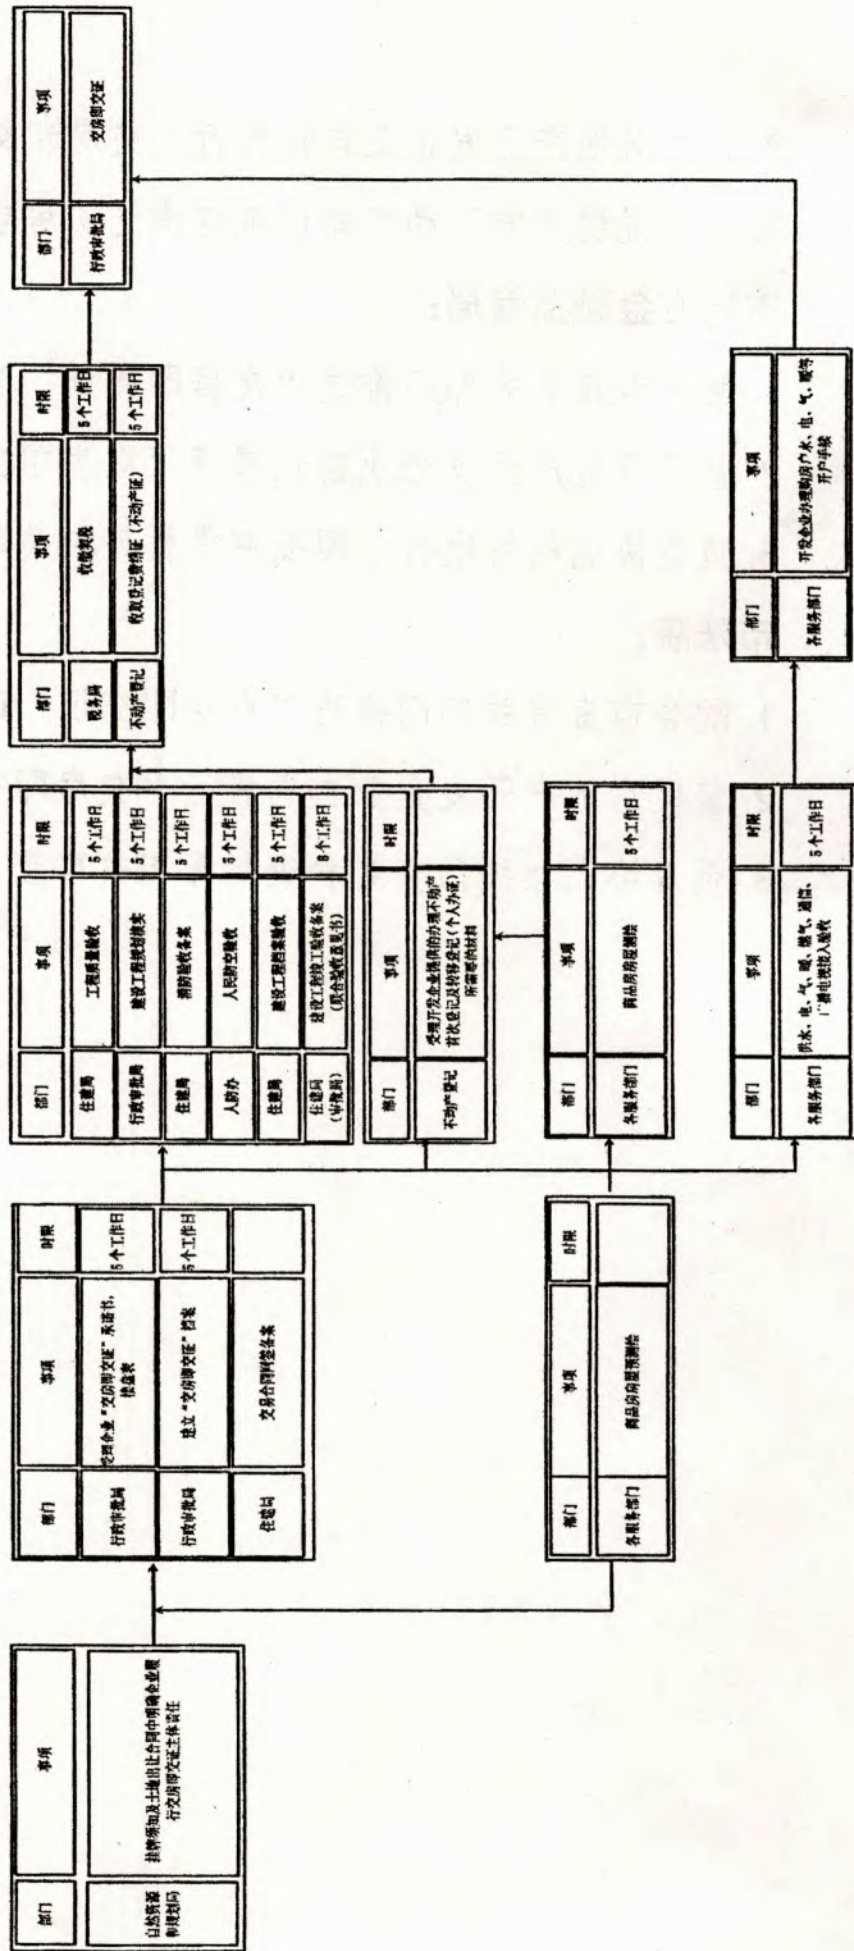 部门
事项
自然资源
和规划局
挂牌须知及土地出让合同中明确企业履
行交房即交证主体责任
部门
事项
时限
行政审批局
受理企业“交房即交证”承诺书,
楼盘表
5个工作日
行政审批局
建立“交房即交证”档案
5个工作日
住建局
交易合同网签备案
部门
事项
时限
各服务部门
商品房房屋预测绘
部门
事项
时限
住建局
工程质量验收
5个工作日
行政审批局
建设工程规划核实
5个工作日
住建局
消防验收备案
5个工作日
人防办
人民防空验收
5个工作日
住建局
建设工程档案验收
5个工作日
住建局
(审批局)
建设工程竣工验收备案
(联合验收意见书)
8个工作日
部门
事项
时限
不动产登记
受理开发企业提供的办理不动产
首次登记及转移登记(个人办证)
所需要的材料
部门
事项
时限
各服务部门
商品房房屋测绘
5个工作日
部门
事项
时限
各服务部门
供水、电、气、暖、燃气、通信、
广播电视接入验收
5个工作日
部门
事项
时限
税务局
收缴契税
5个工作日
不动产登记
收取登记费缮证(不动产证)
5个工作日
部门
事项
各服务部门
开发企业办理购房户水、电、气、暖等
开户手续
部门
事项
行政审批局
交房即交证